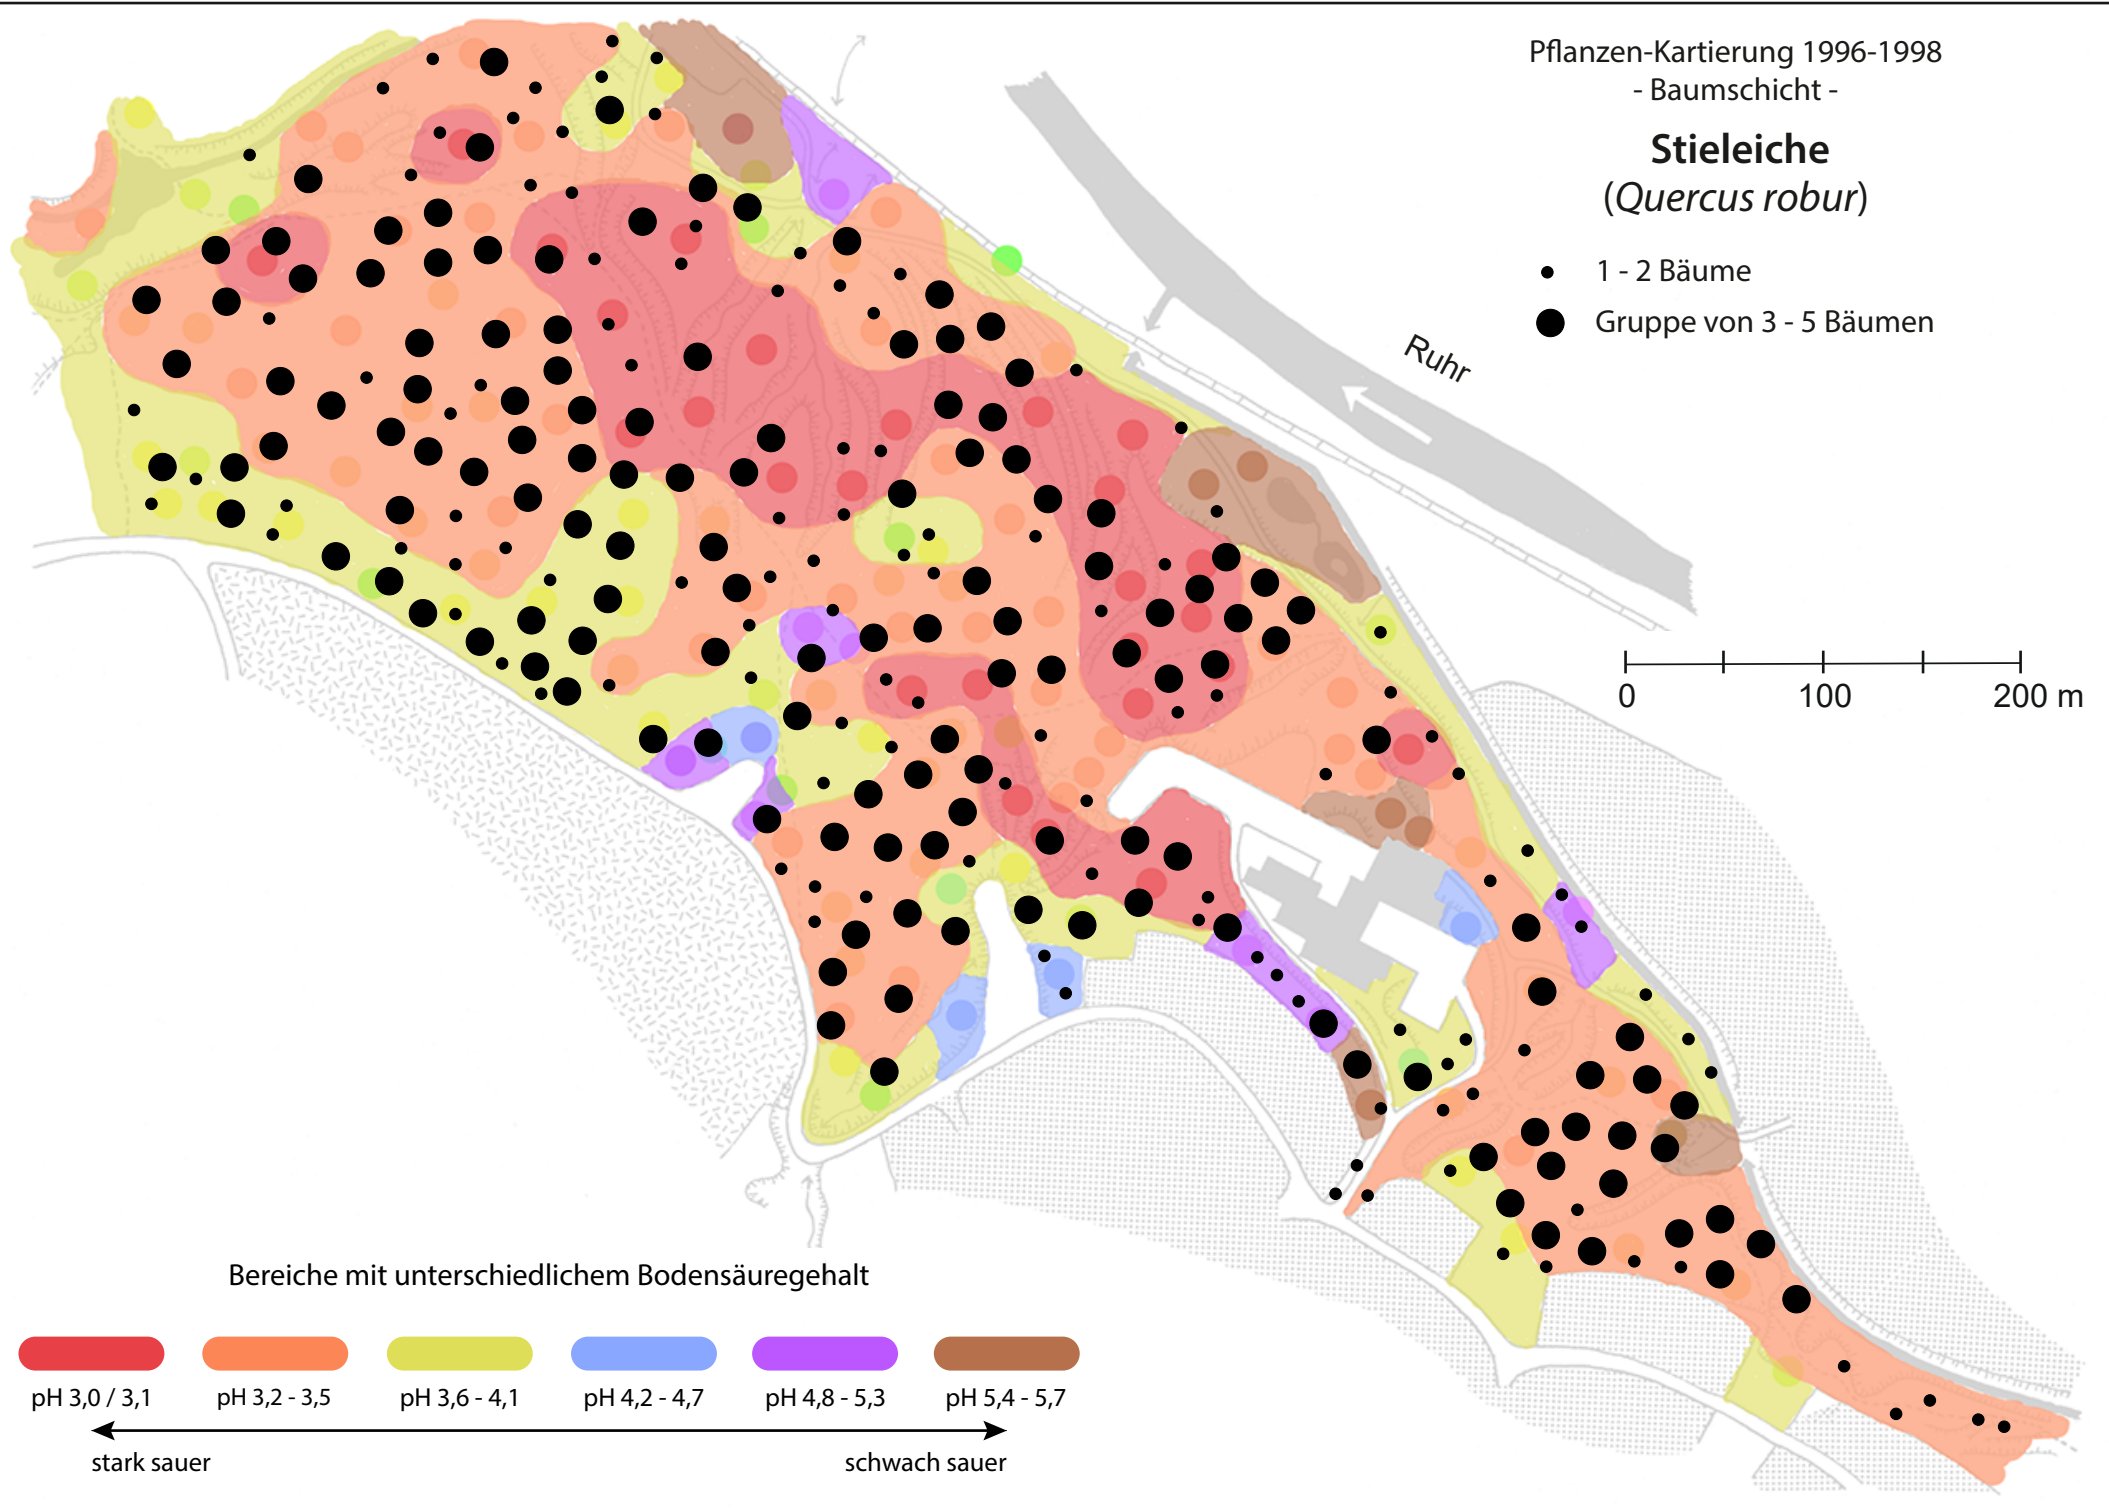 Pflanzen-Kartierung 1996-1998
- Baumschicht -
Stieleiche
(Quercus robur)
1 - 2 Bäume
Gruppe von 3 - 5 Bäumen
Ruhr
0 100 200 m
Bereiche mit unterschiedlichem Bodensäuregehalt
pH 3,0 / 3,1 pH 3,2 - 3,5 pH 3,6 - 4,1 pH 4,2 - 4,7 pH 4,8 - 5,3 pH 5,4 - 5,7
stark sauer schwach sauer